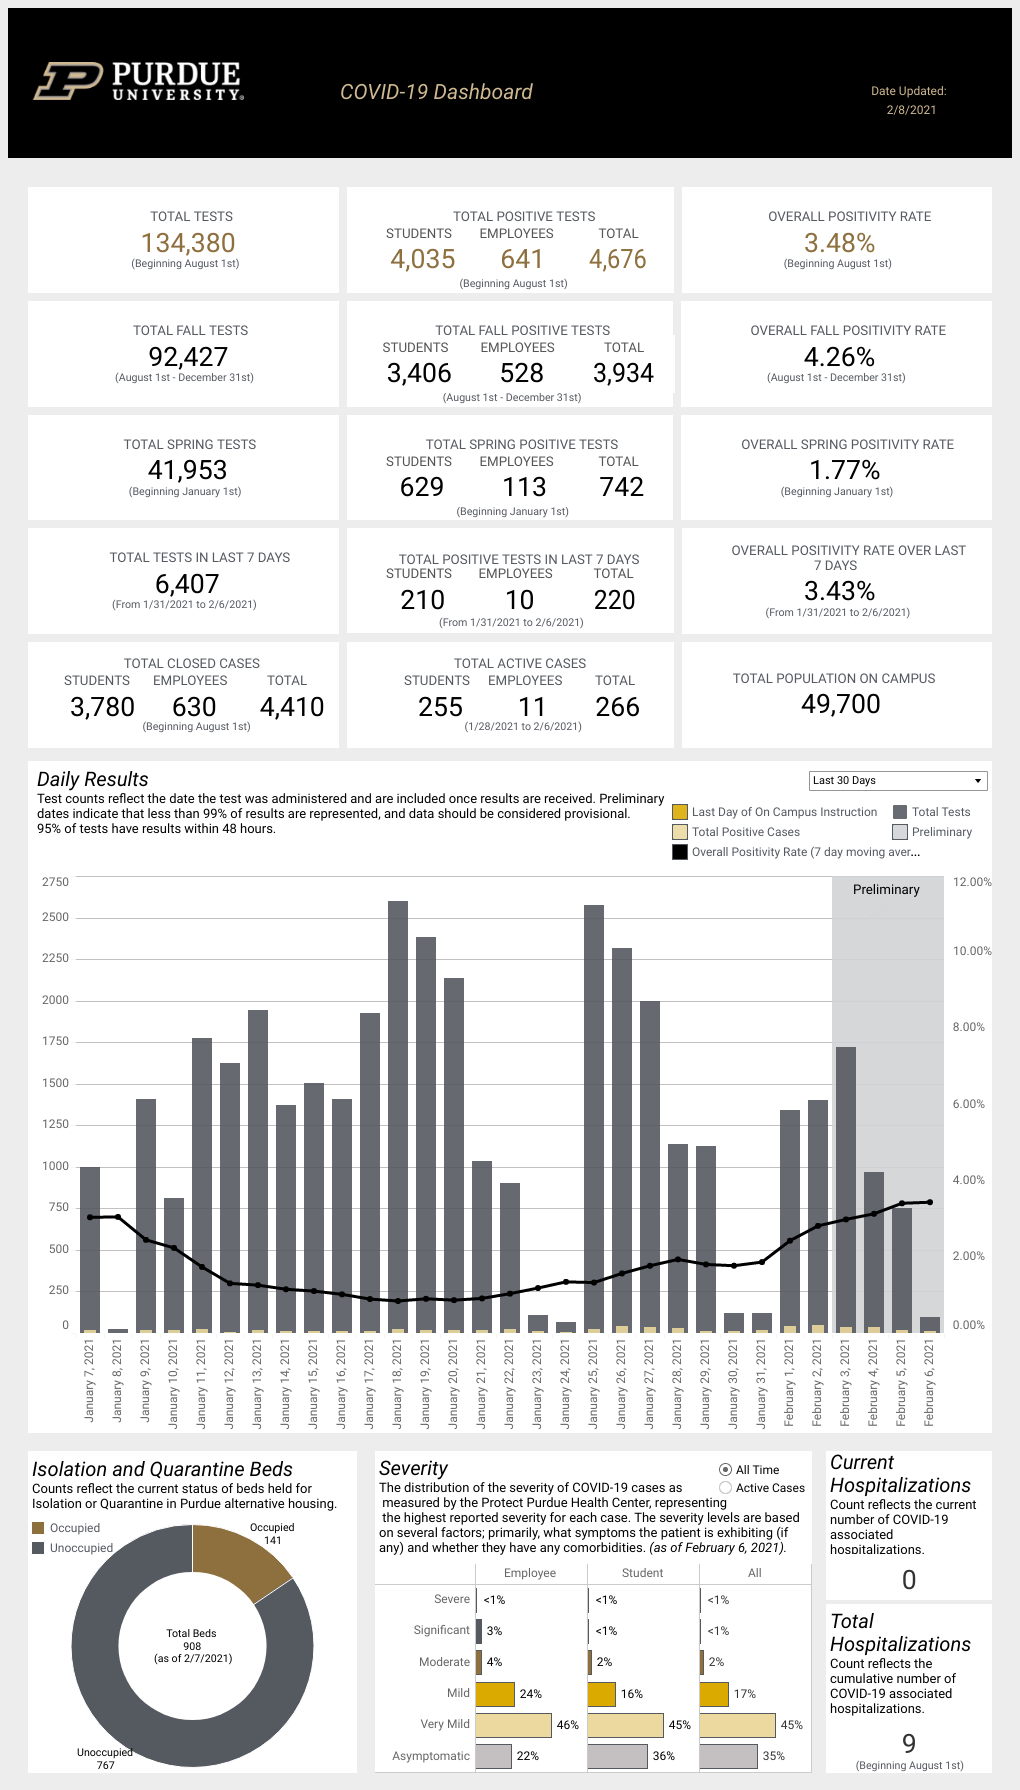 PURDUE
UNIVERSITY®
COVID-19 Dashboard
Date Updated:
2/8/2021
TOTAL TESTS
134,380
(Beginning August 1st)
TOTAL POSITIVE TESTS
STUDENTS EMPLOYEES TOTAL
4,035 641 4,676
(Beginning August 1st)
OVERALL POSITIVITY RATE
3.48%
(Beginning August 1st)
TOTAL FALL TESTS
92,427
(August 1st - December 31st)
TOTAL FALL POSITIVE TESTS
STUDENTS EMPLOYEES TOTAL
3,406 528 3,934
(August 1st - December 31st)
OVERALL FALL POSITIVITY RATE
4.26%
(August 1st - December 31st)
TOTAL SPRING TESTS
41,953
(Beginning January 1st)
TOTAL SPRING POSITIVE TESTS
STUDENTS EMPLOYEES TOTAL
629 113 742
(Beginning January 1st)
OVERALL SPRING POSITIVITY RATE
1.77%
(Beginning January 1st)
TOTAL TESTS IN LAST 7 DAYS
6,407
(From 1/31/2021 to 2/6/2021)
TOTAL POSITIVE TESTS IN LAST 7 DAYS
STUDENTS EMPLOYEES TOTAL
210 10 220
(From 1/31/2021 to 2/6/2021)
OVERALL POSITIVITY RATE OVER LAST
7 DAYS
3.43%
(From 1/31/2021 to 2/6/2021)
TOTAL CLOSED CASES
STUDENTS EMPLOYEES TOTAL
3,780 630 4,410
(Beginning August 1st)
TOTAL ACTIVE CASES
STUDENTS EMPLOYEES TOTAL
255 11 266
(1/28/2021 to 2/6/2021)
TOTAL POPULATION ON CAMPUS
49,700
Daily Results
Test counts reflect the date the test was administered and are included once results are received. Preliminary
dates indicate that less than 99% of results are represented, and data should be considered provisional.
95% of tests have results within 48 hours.
Last 30 Days
Last Day of On Campus Instruction
Total Tests
Total Positive Cases
Preliminary
Overall Positivity Rate (7 day moving aver...
2750
2500
2250
2000
1750
1500
1250
1000
750
500
250
0
Preliminary
12.00%
10.00%
8.00%
6.00%
4.00%
2.00%
0.00%
January 7, 2021
January 8, 2021
January 9, 2021
January 10, 2021
January 11, 2021
January 12, 2021
January 13, 2021
January 14, 2021
January 15, 2021
January 16, 2021
January 17, 2021
January 18, 2021
January 19, 2021
January 20, 2021
January 21, 2021
January 22, 2021
January 23, 2021
January 24, 2021
January 25, 2021
January 26, 2021
January 27, 2021
January 28, 2021
January 29, 2021
January 30, 2021
January 31, 2021
February 1, 2021
February 2, 2021
February 3, 2021
February 4, 2021
February 5, 2021
February 6, 2021
Isolation and Quarantine Beds
Counts reflect the current status of beds held for
Isolation or Quarantine in Purdue alternative housing.
Occupied
Unoccupied
Occupied
141
Total Beds
908
(as of 2/7/2021)
Unoccupied
767
Severity
All Time
Active Cases
The distribution of the severity of COVID-19 cases as
measured by the Protect Purdue Health Center, representing
the highest reported severity for each case. The severity levels are based
on several factors; primarily, what symptoms the patient is exhibiting (if
any) and whether they have any comorbidities. (as of February 6, 2021).
Employee Student All
Severe <1% <1% <1%
Significant 3% <1% <1%
Moderate 4% 2% 2%
Mild 24% 16% 17%
Very Mild 46% 45% 45%
Asymptomatic 22% 36% 35%
Current
Hospitalizations
Count reflects the current
number of COVID-19
associated
hospitalizations.
0
Total
Hospitalizations
Count reflects the
cumulative number of
COVID-19 associated
hospitalizations.
9
(Beginning August 1st)